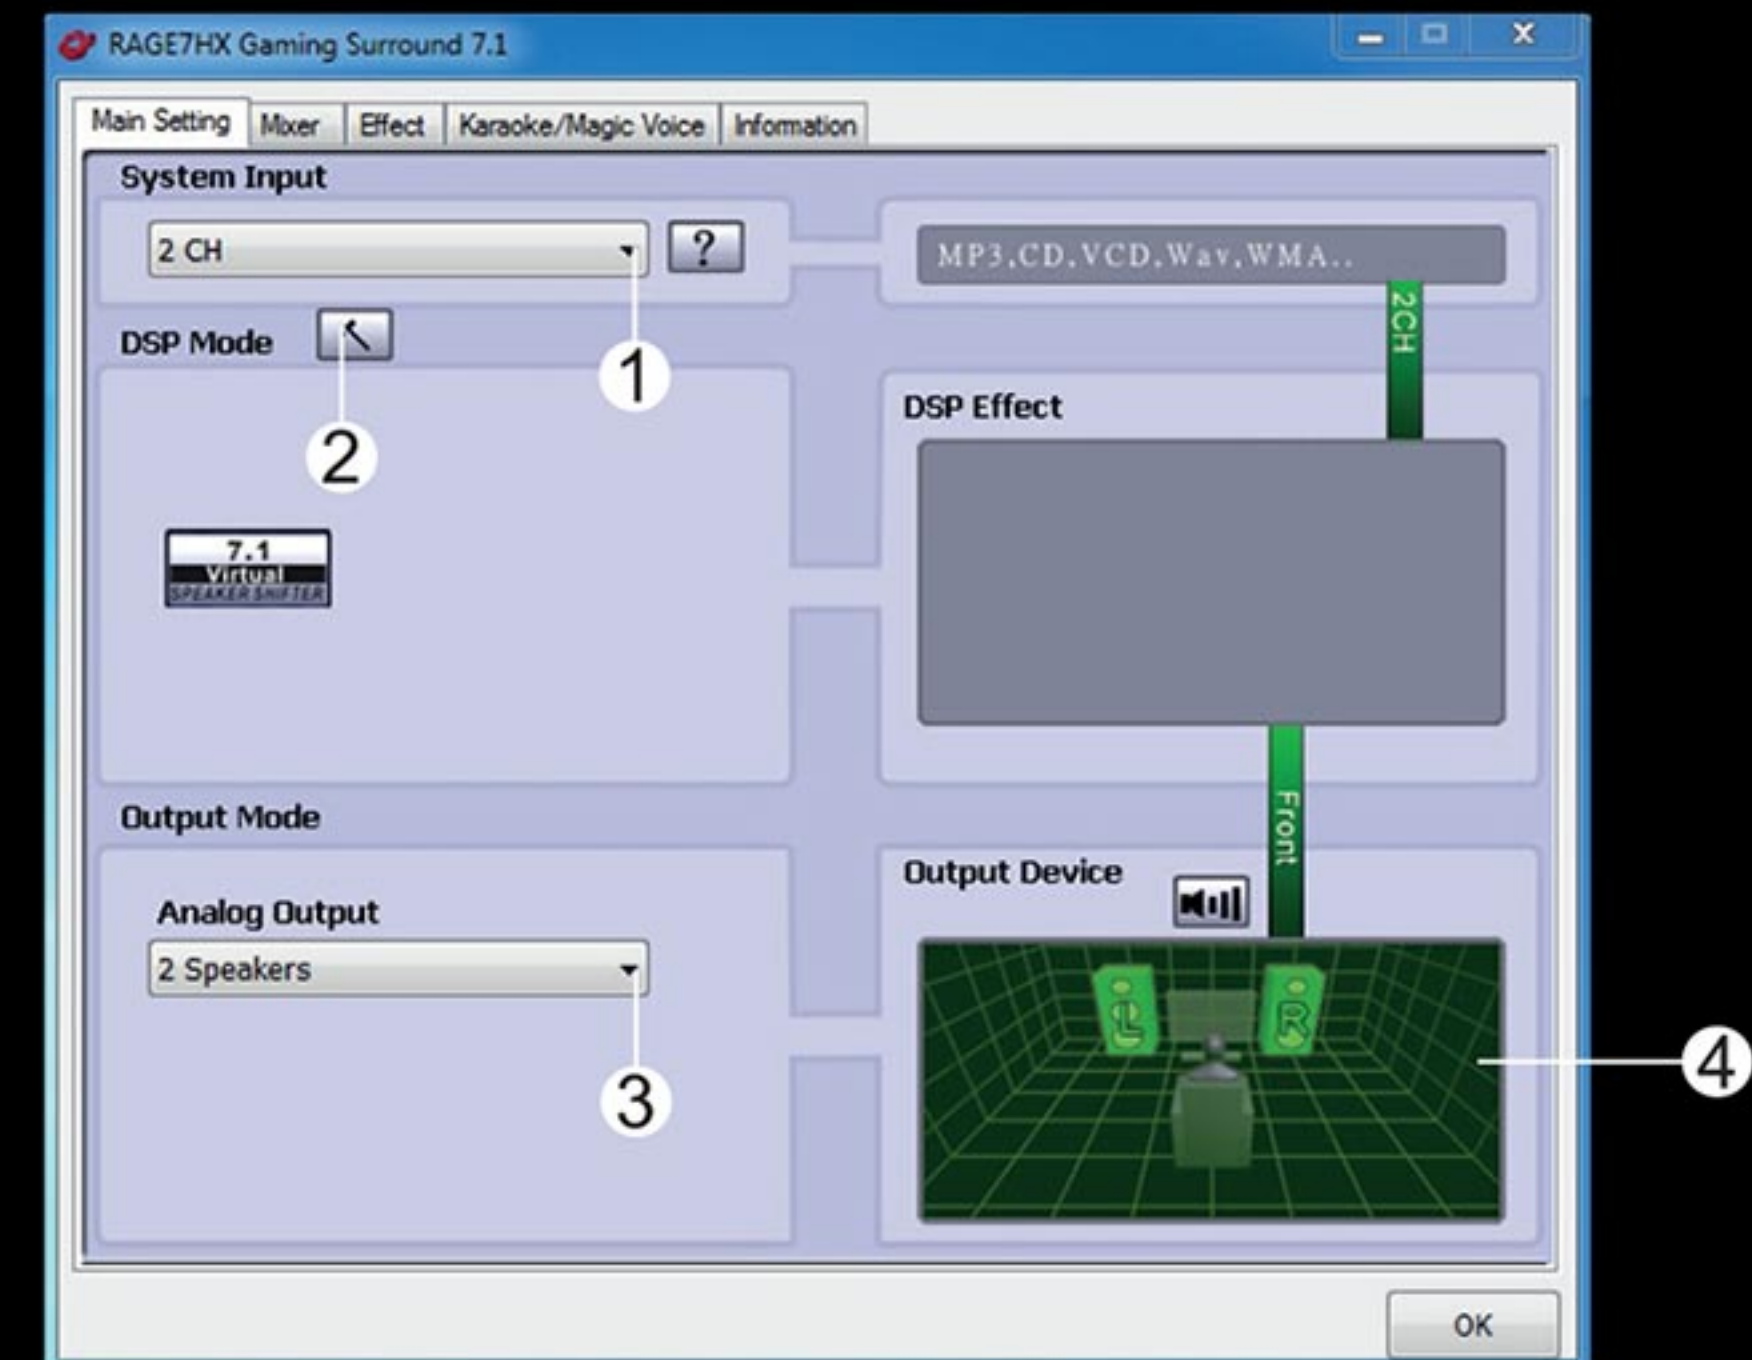 RAGE7HX Gaming Surround 7.1
Main Setting Mixer Effect Karaoke/Magic Voice Information
System Input
2 CH ?
MP3,CD,VCD,Wav,WMA..
2CH
DSP Mode
1
2
DSP Effect
7.1
Virtual
SPEAKER SHIFTER
Front
Output Mode
Output Device
Analog Output
2 Speakers
L R
3
4
OK